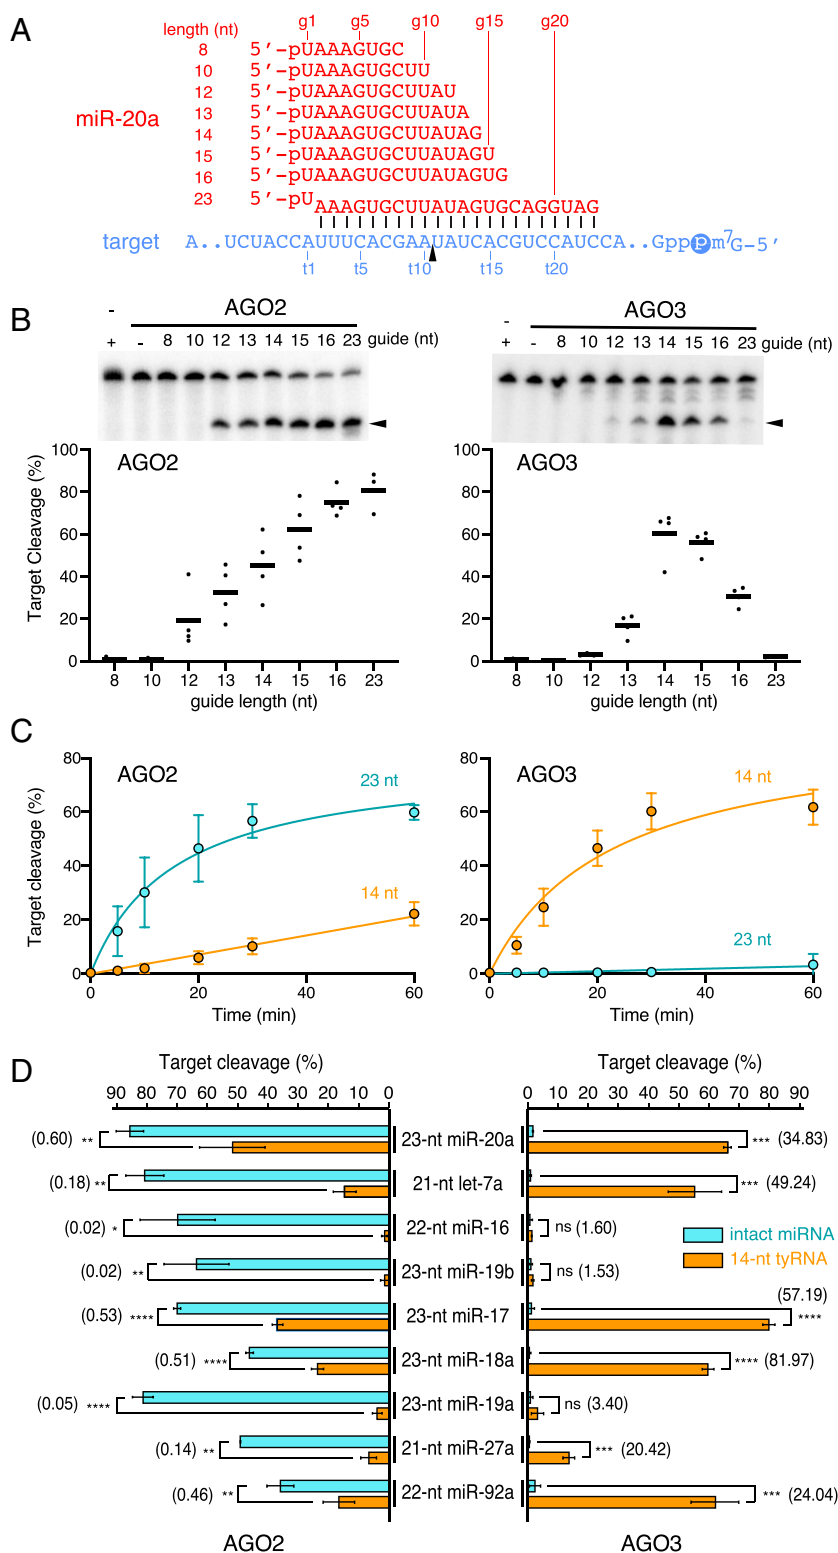 A
length (nt) g1 g5 g10 g15 g20
8 5′-pUAAAGUGC
10 5′-pUAAAGUGCUU
12 5′-pUAAAGUGCUUAU
13 5′-pUAAAGUGCUUAUA
miR-20a
14 5′-pUAAAGUGCUUAUAG
15 5′-pUAAAGUGCUUAUAGU
16 5′-pUAAAGUGCUUAUAGUG
23 5′-pUAAAGUGCUUAUAGUGCAGGUAG
target A..UCUACCAUUUCACGAAUAUCACGUCCAUCCA..Gpppm7G-5′
t1 t5 t10 t15 t20
B
- AGO2
+ - 8 10 12 13 14 15 16 23 guide (nt)
- AGO3
+ - 8 10 12 13 14 15 16 23 guide (nt)
AGO2
Target Cleavage (%)
100
80
60
40
20
0
8 10 12 13 14 15 16 23
guide length (nt)
AGO3
100
80
60
40
20
0
8 10 12 13 14 15 16 23
guide length (nt)
C
AGO2
Target cleavage (%)
80
60
40
20
0
23 nt
14 nt
0 20 40 60
Time (min)
AGO3
80
60
40
20
0
14 nt
23 nt
0 20 40 60
Time (min)
D
Target cleavage (%) Target cleavage (%)
90 80 70 60 50 40 30 20 10 0 0 10 20 30 40 50 60 70 80 90
(0.60) ** 23-nt miR-20a *** (34.83)
(0.18) ** 21-nt let-7a *** (49.24)
(0.02) * 22-nt miR-16 ns (1.60)
intact miRNA
14-nt tyRNA
(0.02) ** 23-nt miR-19b ns (1.53)
(0.53) **** 23-nt miR-17 (57.19) ****
(0.51) **** 23-nt miR-18a **** (81.97)
(0.05) **** 23-nt miR-19a ns (3.40)
(0.14) ** 21-nt miR-27a *** (20.42)
(0.46) ** 22-nt miR-92a *** (24.04)
AGO2 AGO3